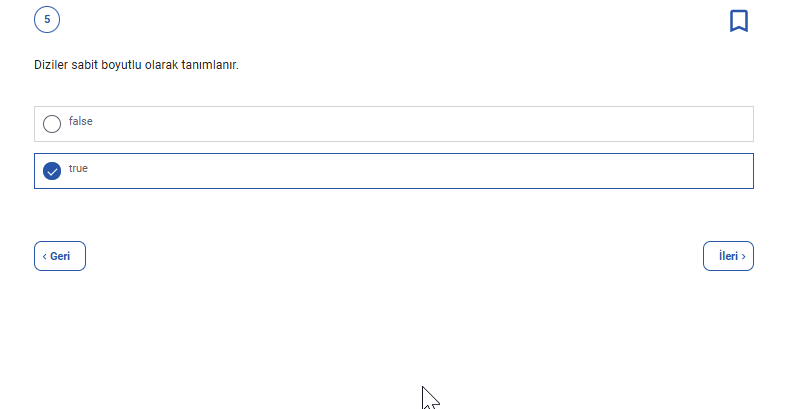 5
Diziler sabit boyutlu olarak tanımlanır.
false
true
‹ Geri
İleri ›